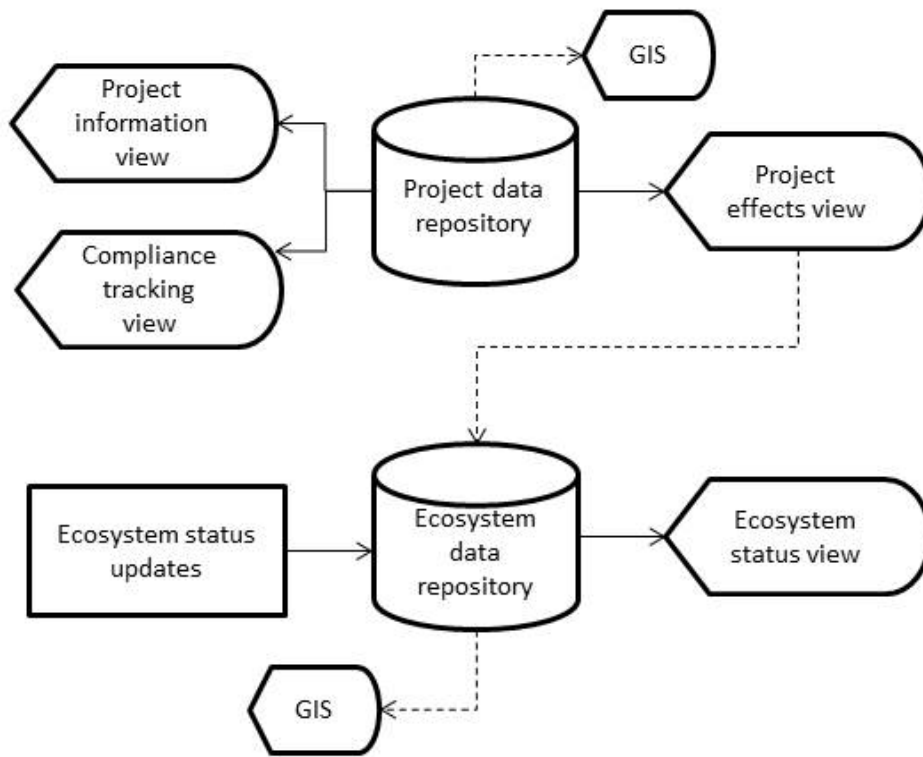 GIS
Project
information
view
Project data
repository
Project
effects view
Compliance
tracking
view
Ecosystem status
updates
Ecosystem
data
repository
Ecosystem
status view
GIS